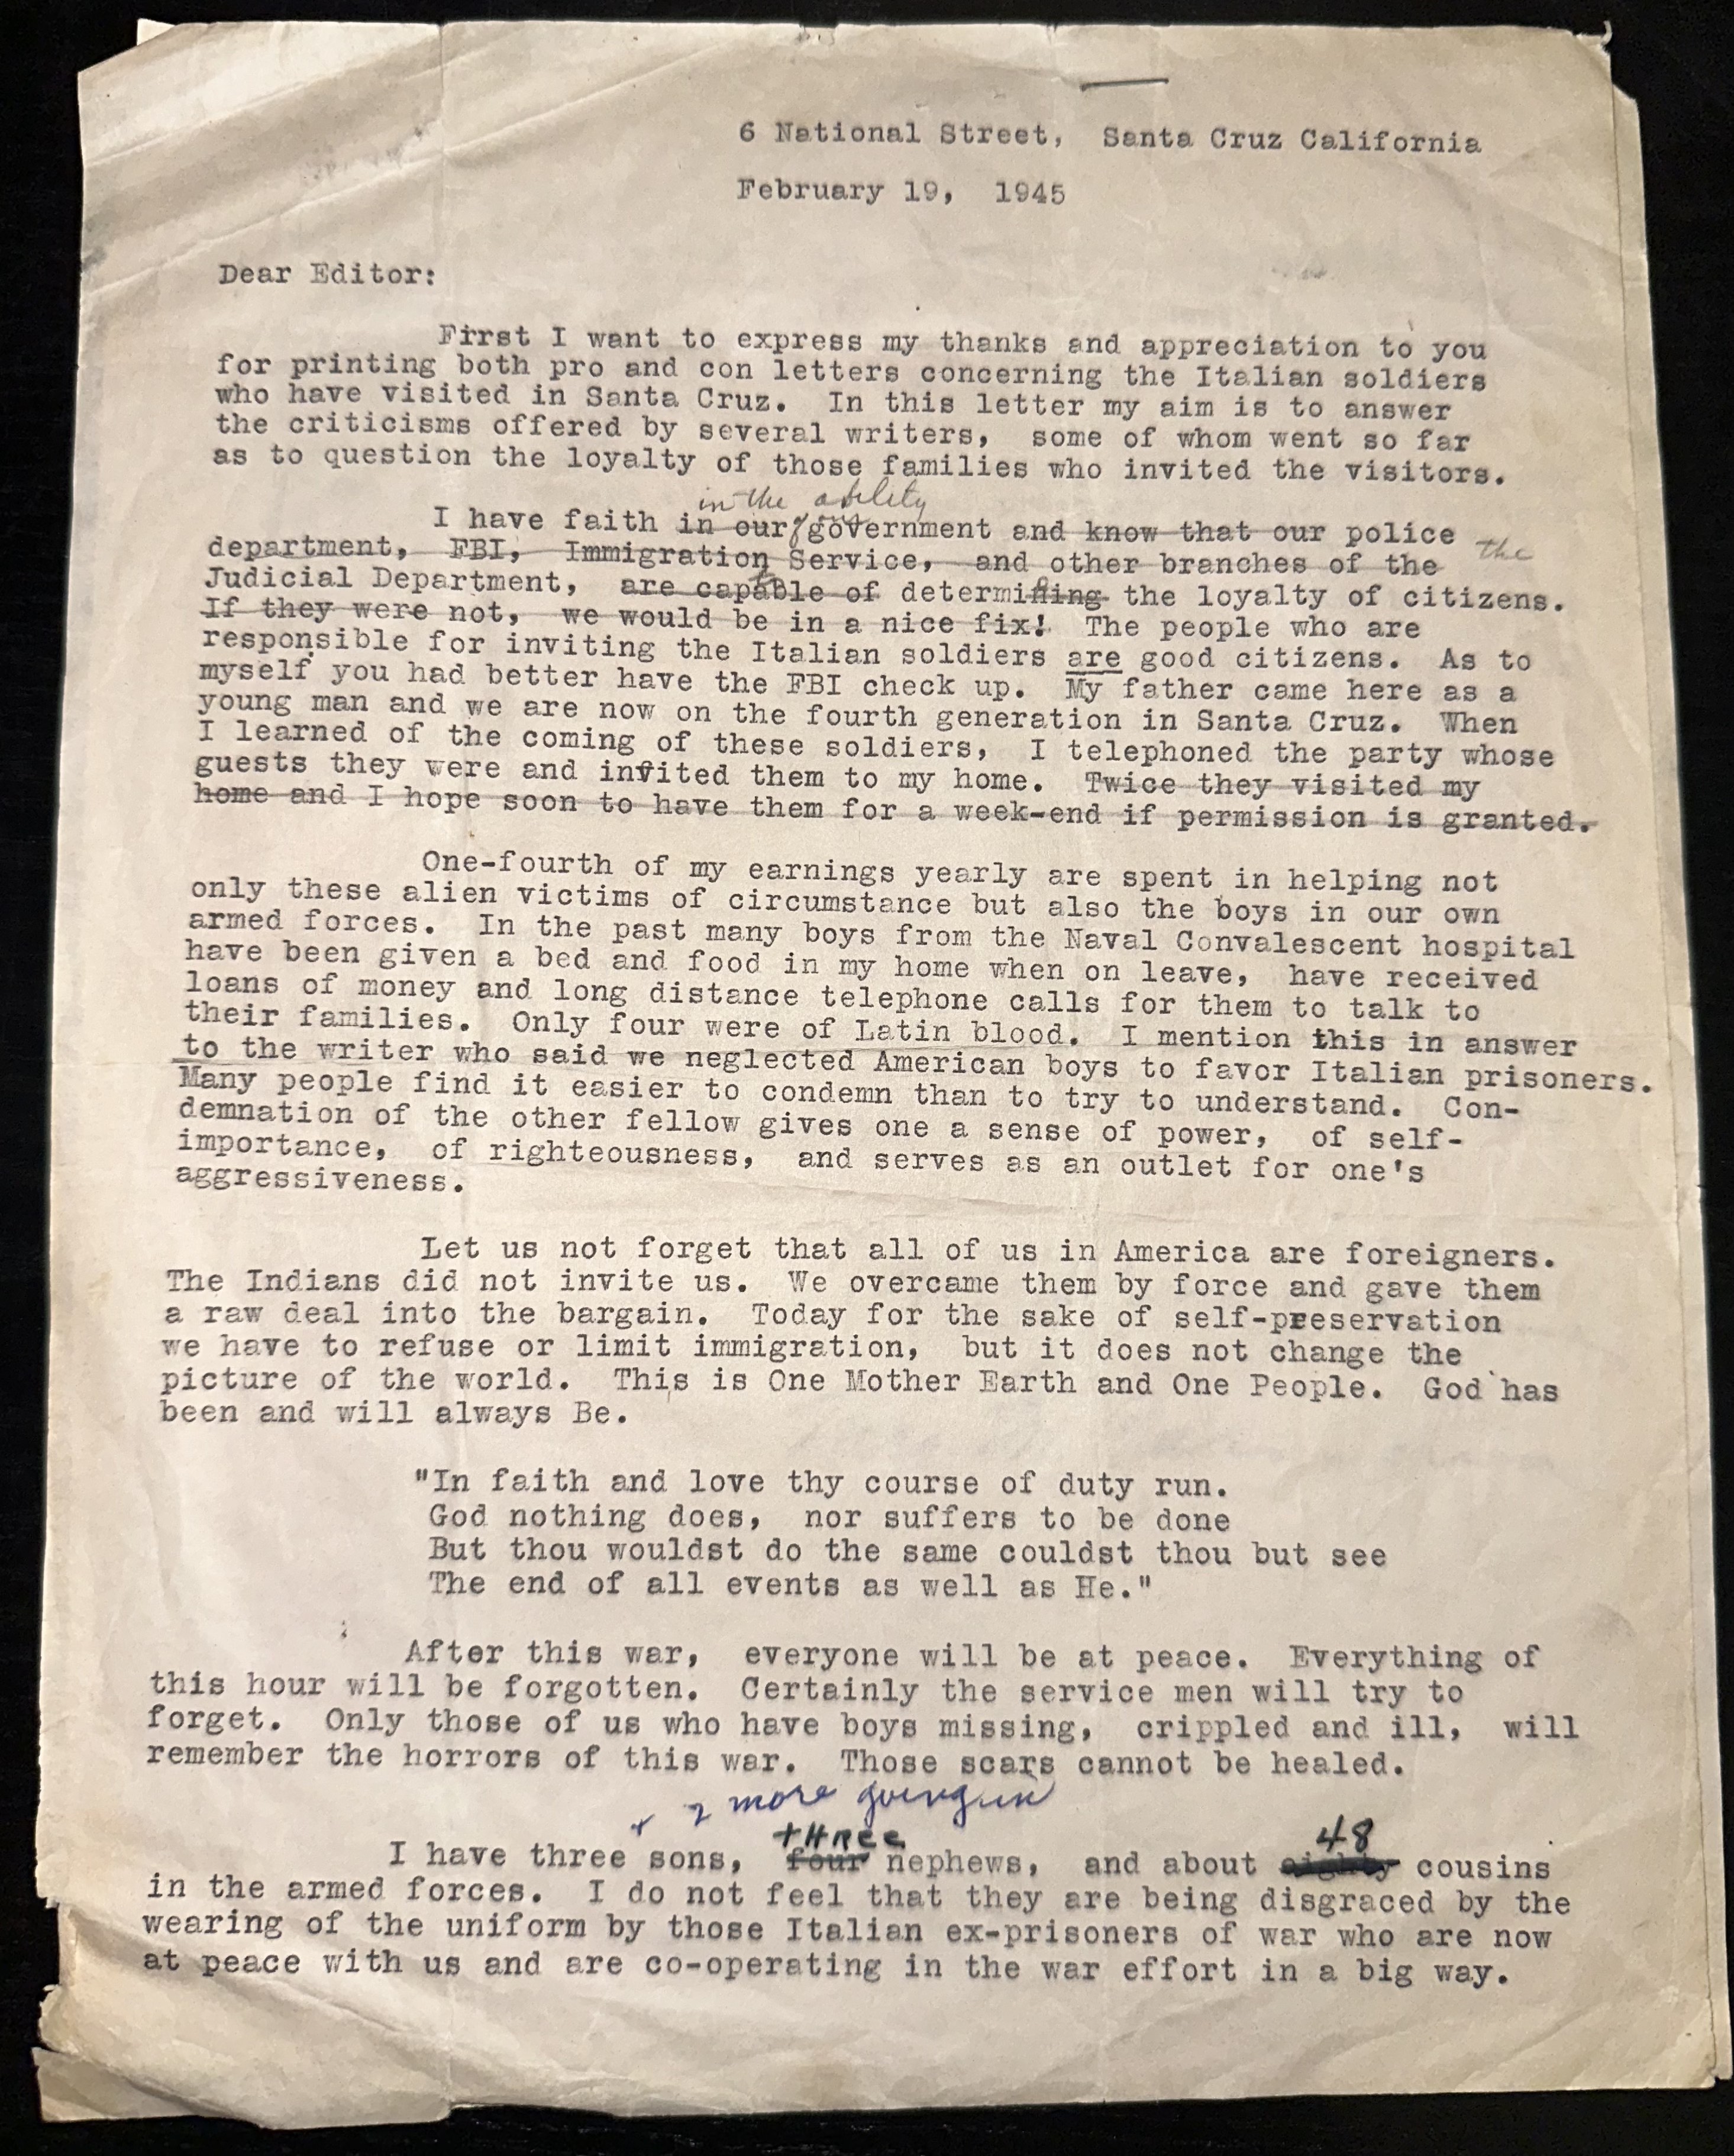 6 National Street, Santa Cruz California
February 19, 1945
Dear Editor:
First I want to express my thanks and appreciation to you
for printing both pro and con letters concerning the Italian soldiers
who have visited in Santa Cruz. In this letter my aim is to answer
the criticisms offered by several writers, some of whom went so far
as to question the loyalty of those families who invited the visitors.
in the ability
I have faith in our government and know that our police
department, FBI, Immigration Service, and other branches of the the
Judicial Department, are capable of determining the loyalty of citizens.
If they were not, we would be in a nice fix! The people who are
responsible for inviting the Italian soldiers are good citizens. As to
myself you had better have the FBI check up. My father came here as a
young man and we are now on the fourth generation in Santa Cruz. When
I learned of the coming of these soldiers, I telephoned the party whose
guests they were and invited them to my home. Twice they visited my
home and I hope soon to have them for a week-end if permission is granted.
One-fourth of my earnings yearly are spent in helping not
only these alien victims of circumstance but also the boys in our own
armed forces. In the past many boys from the Naval Convalescent hospital
have been given a bed and food in my home when on leave, have received
loans of money and long distance telephone calls for them to talk to
their families. Only four were of Latin blood. I mention this in answer
to the writer who said we neglected American boys to favor Italian prisoners.
Many people find it easier to condemn than to try to understand. Con-
demnation of the other fellow gives one a sense of power, of self-
importance, of righteousness, and serves as an outlet for one's
aggressiveness.
Let us not forget that all of us in America are foreigners.
The Indians did not invite us. We overcame them by force and gave them
a raw deal into the bargain. Today for the sake of self-preservation
we have to refuse or limit immigration, but it does not change the
picture of the world. This is One Mother Earth and One People. God has
been and will always Be.
"In faith and love thy course of duty run.
God nothing does, nor suffers to be done
But thou wouldst do the same couldst thou but see
The end of all events as well as He."
After this war, everyone will be at peace. Everything of
this hour will be forgotten. Certainly the service men will try to
forget. Only those of us who have boys missing, crippled and ill, will
remember the horrors of this war. Those scars cannot be healed.
+ 2 more going in
tHRee 48
I have three sons, four nephews, and about eighty cousins
in the armed forces. I do not feel that they are being disgraced by the
wearing of the uniform by those Italian ex-prisoners of war who are now
at peace with us and are co-operating in the war effort in a big way.